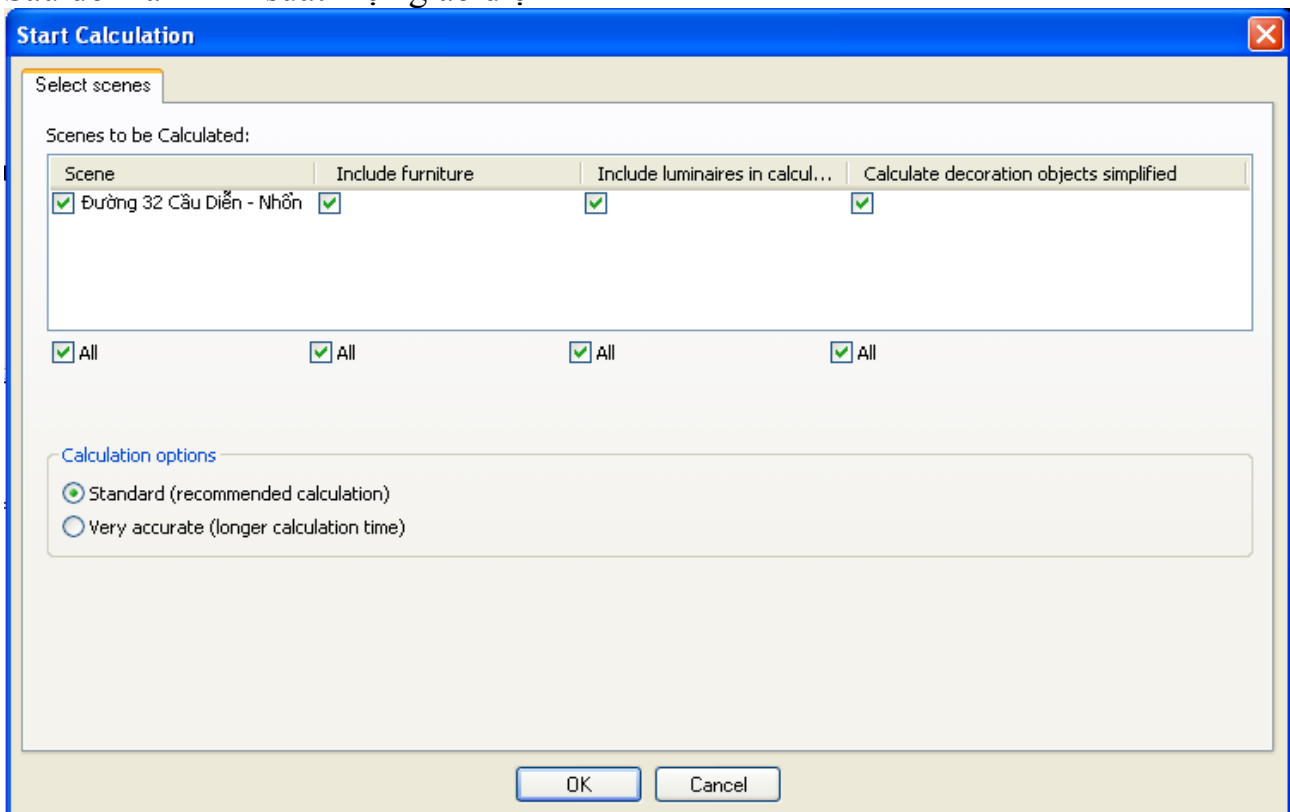 Start Calculation
Select scenes
Scenes to be Calculated:
Scene Include furniture Include luminaires in calcul... Calculate decoration objects simplified
Đường 32 Cầu Diễn - Nhổn
All All All All
Calculation options
Standard (recommended calculation)
Very accurate (longer calculation time)
OK Cancel